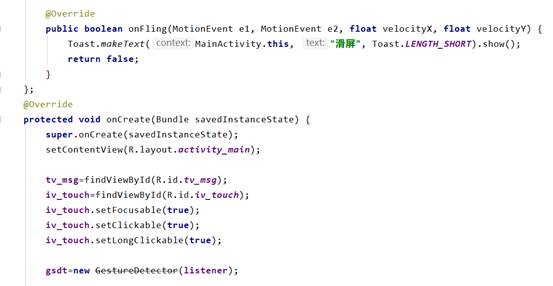 @Override
public boolean onFling(MotionEvent e1, MotionEvent e2, float velocityX, float velocityY) {
Toast.makeText( context: MainActivity.this, text: "滑屏", Toast.LENGTH_SHORT).show();
return false;
}
};
@Override
protected void onCreate(Bundle savedInstanceState) {
super.onCreate(savedInstanceState);
setContentView(R.layout.activity_main);
tv_msg=findViewById(R.id.tv_msg);
iv_touch=findViewById(R.id.iv_touch);
iv_touch.setFocusable(true);
iv_touch.setClickable(true);
iv_touch.setLongClickable(true);
gsdt=new GestureDetector(listener);